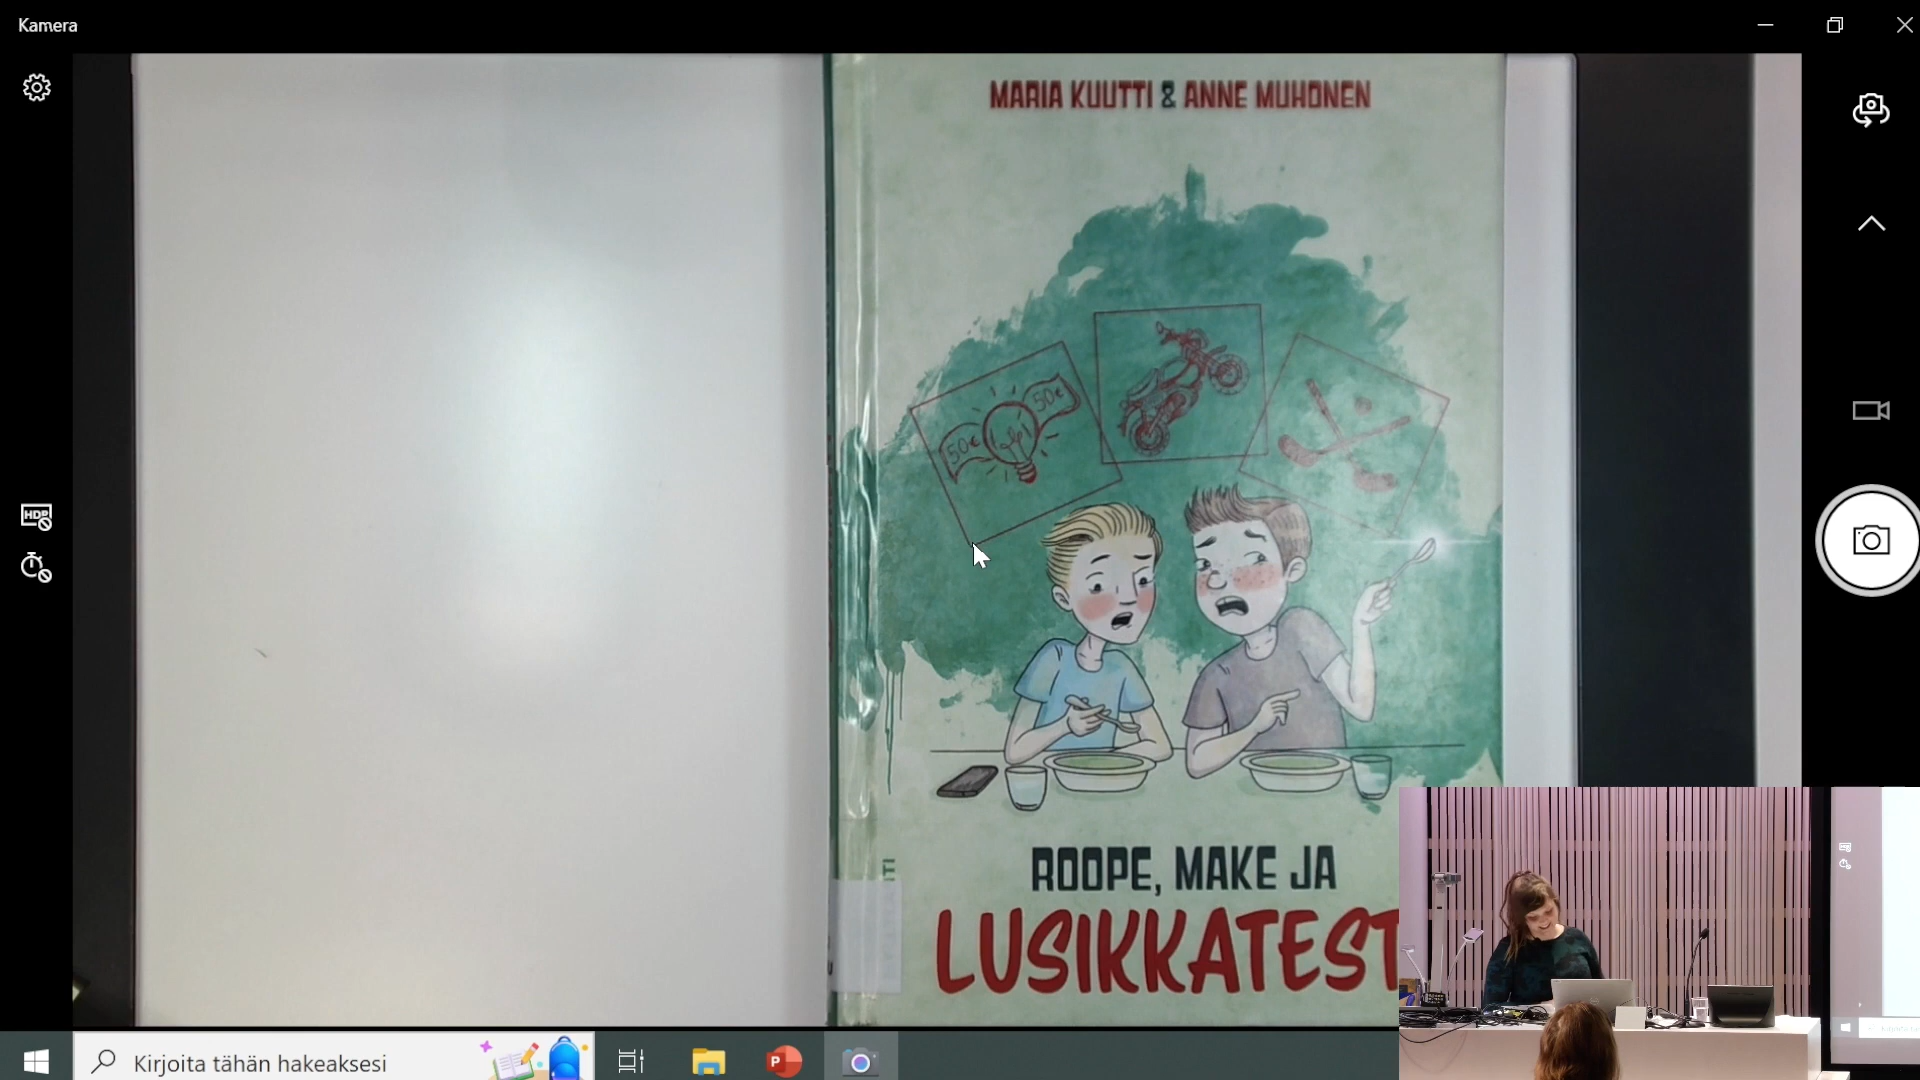 Kamera
MARIA KUUTTI & ANNE MUHONEN
50€
50€
ROOPE, MAKE JA
LUSIKKATEST
Kirjoita tähän hakeaksesi